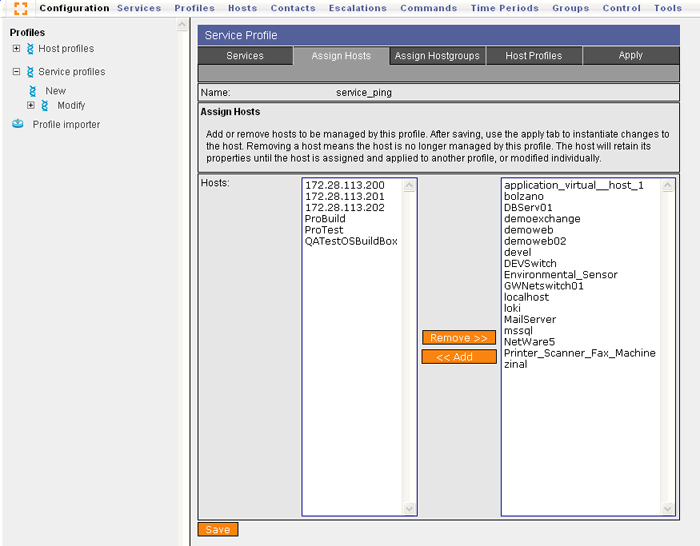 Configuration Services Profiles Hosts Contacts Escalations Commands Time Periods Groups Control Tools
Profiles
Host profiles
Service profiles
New
Modify
Profile importer
Service Profile
Services Assign Hosts Assign Hostgroups Host Profiles Apply
Name: service_ping
Assign Hosts
Add or remove hosts to be managed by this profile. After saving, use the apply tab to instantiate changes to
the host. Removing a host means the host is no longer managed by this profile. The host will retain its
properties until the host is assigned and applied to another profile, or modified individually.
Hosts:
172.28.113.200
172.28.113.201
172.28.113.202
ProBuild
ProTest
QATestOSBuildBox
Remove >>
<< Add
application_virtual__host_1
bolzano
DBServ01
demoexchange
demoweb
demoweb02
devel
DEVSwitch
Environmental_Sensor
GWNetswitch01
localhost
loki
MailServer
mssql
NetWare5
Printer_Scanner_Fax_Machine
zinal
Save